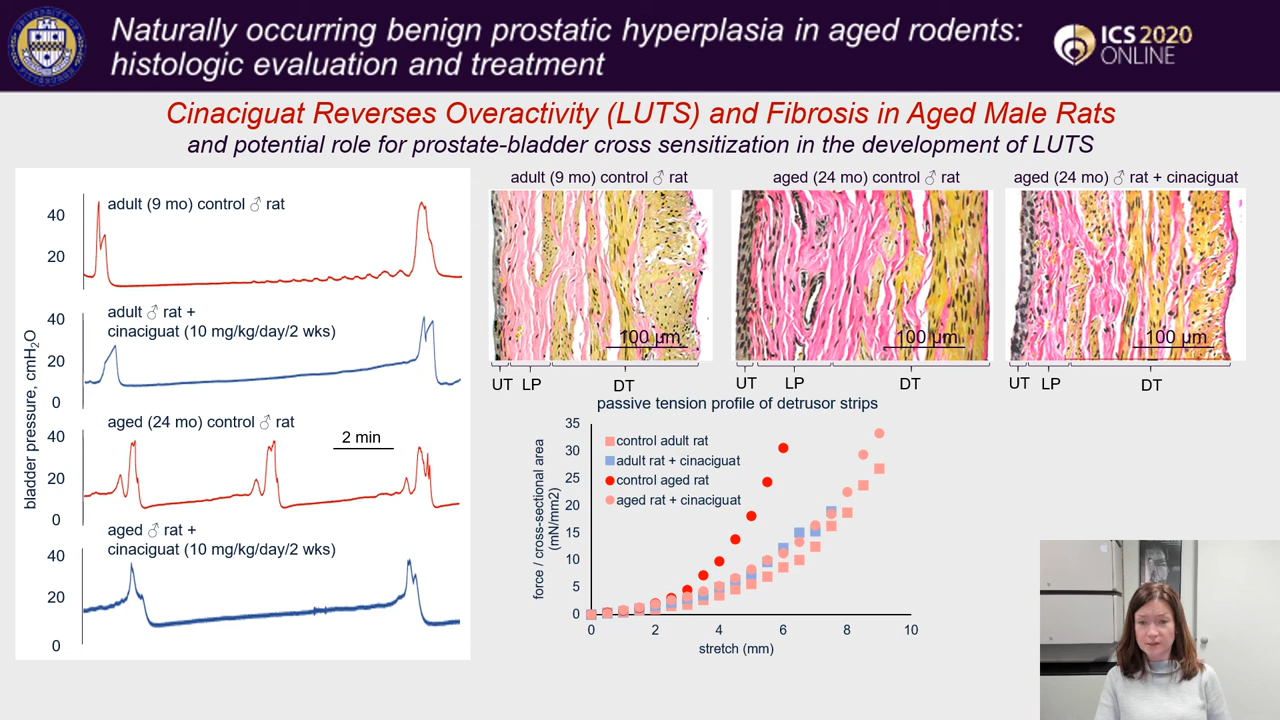 Naturally occurring benign prostatic hyperplasia in aged rodents:
histologic evaluation and treatment
ICS 2020
ONLINE
Cinaciguat Reverses Overactivity (LUTS) and Fibrosis in Aged Male Rats
and potential role for prostate-bladder cross sensitization in the development of LUTS
bladder pressure, cmH2O
40
20
adult (9 mo) control ♂ rat
40
20
0
adult ♂ rat +
cinaciguat (10 mg/kg/day/2 wks)
40
20
0
aged (24 mo) control ♂ rat
2 min
40
20
0
aged ♂ rat +
cinaciguat (10 mg/kg/day/2 wks)
adult (9 mo) control ♂ rat
100 µm
UT LP DT
aged (24 mo) control ♂ rat
100 µm
UT LP DT
aged (24 mo) ♂ rat + cinaciguat
100 µm
UT LP DT
passive tension profile of detrusor strips
force / cross-sectional area
(mN/mm2)
35
30
25
20
15
10
5
0
control adult rat
adult rat + cinaciguat
control aged rat
aged rat + cinaciguat
0 2 4 6 8 10
stretch (mm)